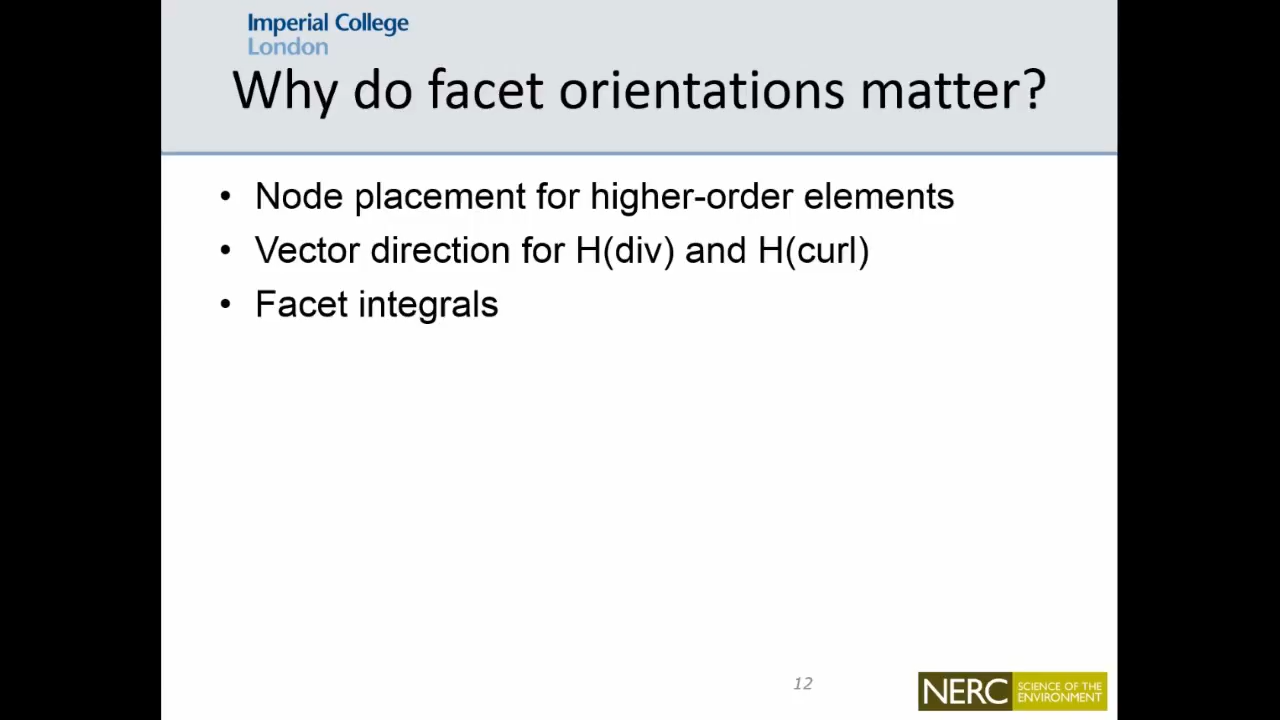 Imperial College
London
Why do facet orientations matter?
• Node placement for higher-order elements
• Vector direction for H(div) and H(curl)
• Facet integrals
12
NERC SCIENCE OF THE
ENVIRONMENT